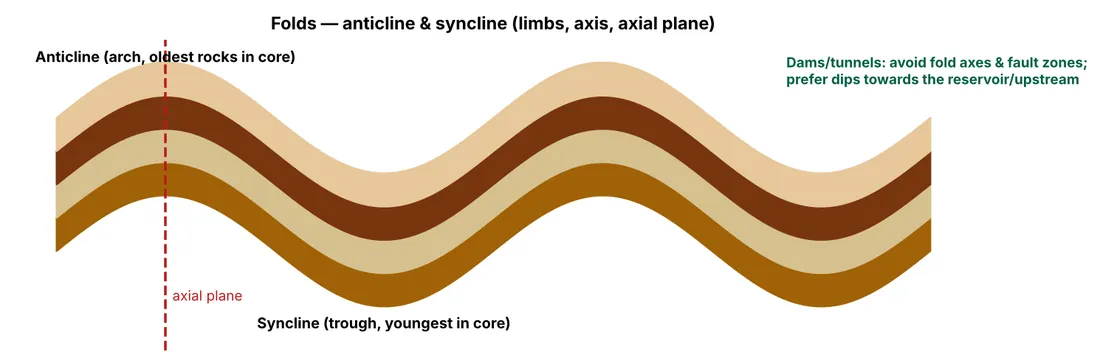 Folds — anticline & syncline (limbs, axis, axial plane)
Anticline (arch, oldest rocks in core)
Dams/tunnels: avoid fold axes & fault zones;
prefer dips towards the reservoir/upstream
axial plane
Syncline (trough, youngest in core)